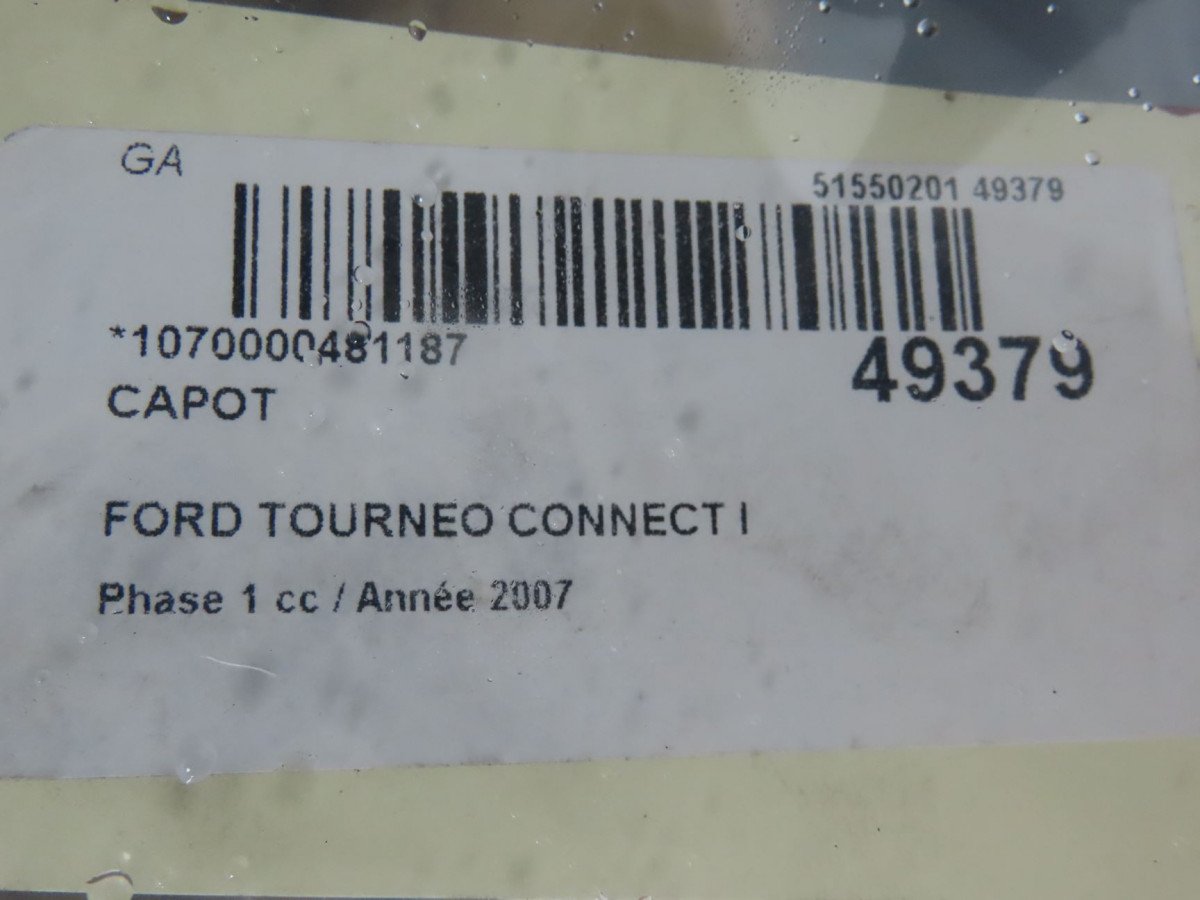 GA
51550201 49379
*1070000481187
49379
CAPOT
FORD TOURNEO CONNECT I
Phase 1 cc / Année 2007